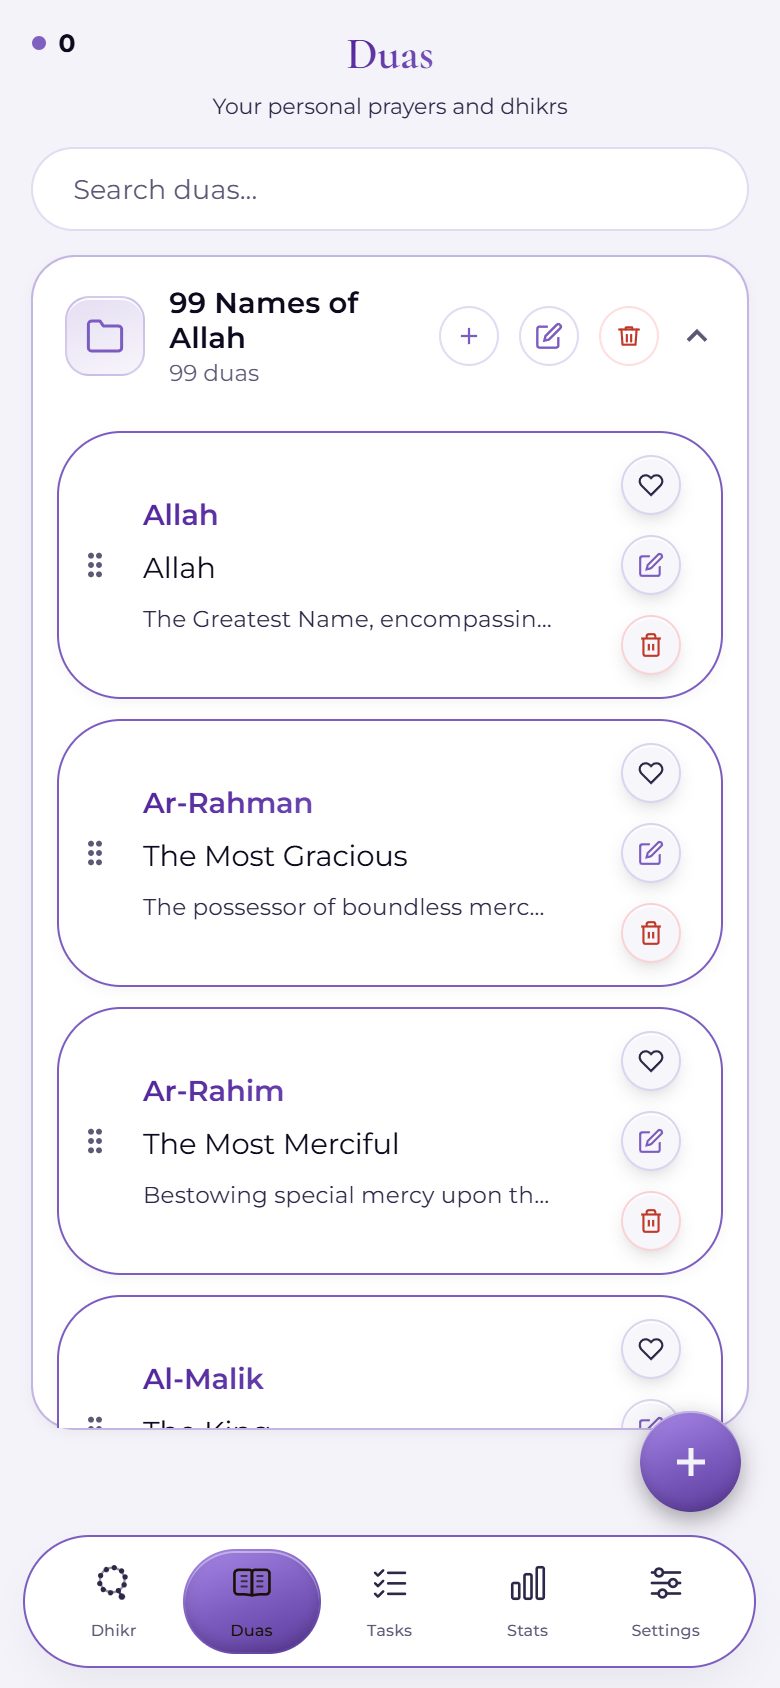 0
Duas
Your personal prayers and dhikrs
Search duas...
99 Names of
Allah
99 duas
Allah
Allah
The Greatest Name, encompassin...
Ar-Rahman
The Most Gracious
The possessor of boundless merc...
Ar-Rahim
The Most Merciful
Bestowing special mercy upon th...
Al-Malik
The King
Dhikr
Duas
Tasks
Stats
Settings